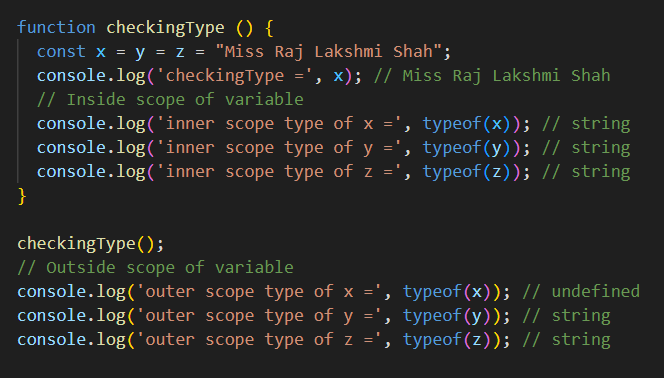 function checkingType () {
  const x = y = z = "Miss Raj Lakshmi Shah";
  console.log('checkingType =', x); // Miss Raj Lakshmi Shah
  // Inside scope of variable
  console.log('inner scope type of x =', typeof(x)); // string
  console.log('inner scope type of y =', typeof(y)); // string
  console.log('inner scope type of z =', typeof(z)); // string
}

checkingType();
// Outside scope of variable
console.log('outer scope type of x =', typeof(x)); // undefined
console.log('outer scope type of y =', typeof(y)); // string
console.log('outer scope type of z =', typeof(z)); // string